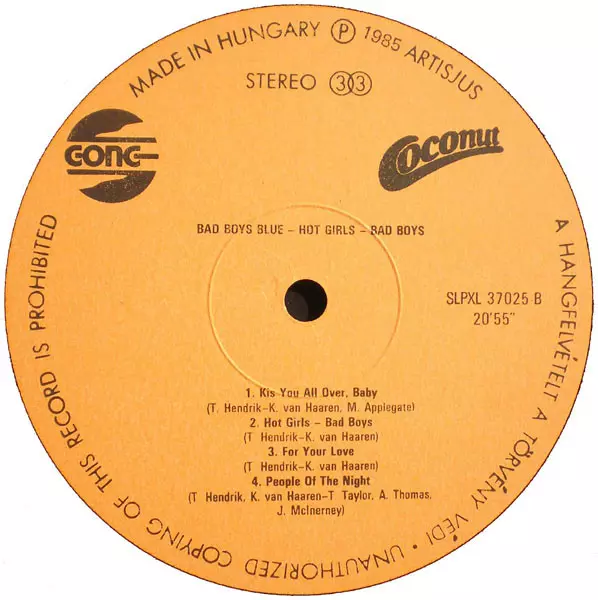 MADE IN HUNGARY Ⓟ 1985 ARTISJUS
STEREO 33
GONG
Coconut
BAD BOYS BLUE – HOT GIRLS – BAD BOYS
SLPXL 37025 B
20'55"
1. Kis You All Over, Baby
(T. Hendrik–K. van Haaren, M. Applegate)
2. Hot Girls – Bad Boys
(T Hendrik–K. van Haaren)
3. For Your Love
(T Hendrik–K. van Haaren)
4. People Of The Night
(T Hendrik, K. van Haaren–T Taylor, A. Thomas,
J. McInerney)
A HANGFELVÉTELT A TÖRVÉNY VÉDI · UNAUTHORIZED COPYING OF THIS RECORD IS PROHIBITED